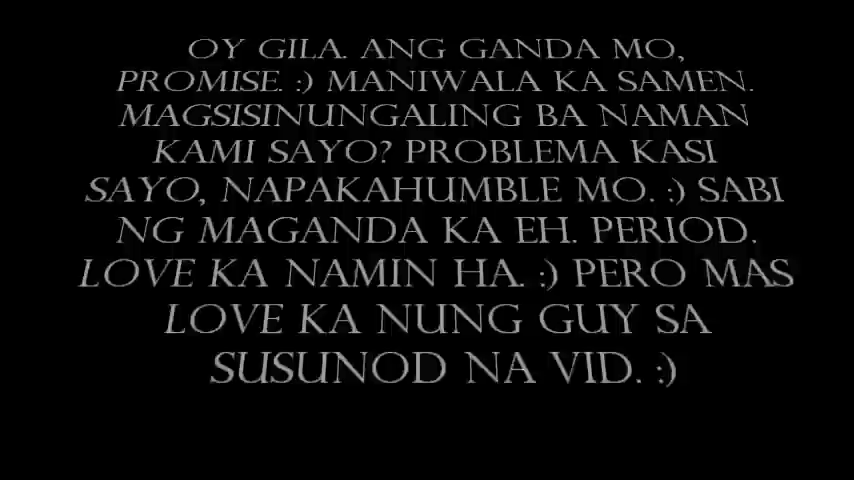 OY GILA. ANG GANDA MO,
PROMISE. :) MANIWALA KA SAMEN.
MAGSISINUNGALING BA NAMAN
KAMI SAYO? PROBLEMA KASI
SAYO, NAPAKAHUMBLE MO. :) SABI
NG MAGANDA KA EH. PERIOD.
LOVE KA NAMIN HA. :) PERO MAS
LOVE KA NUNG GUY SA
SUSUNOD NA VID. :)